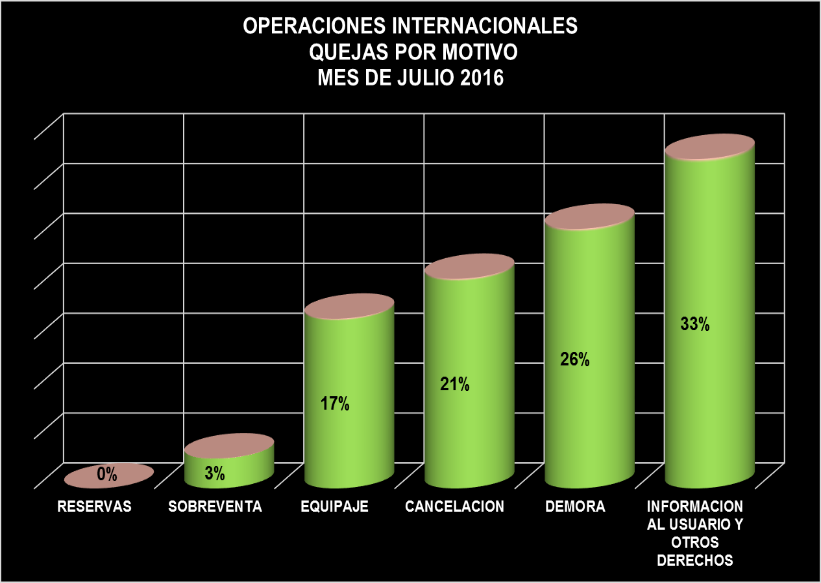 OPERACIONES INTERNACIONALES
QUEJAS POR MOTIVO
MES DE JULIO 2016
0%
3%
17%
21%
26%
33%
RESERVAS
SOBREVENTA
EQUIPAJE
CANCELACION
DEMORA
INFORMACION
AL USUARIO Y
OTROS
DERECHOS